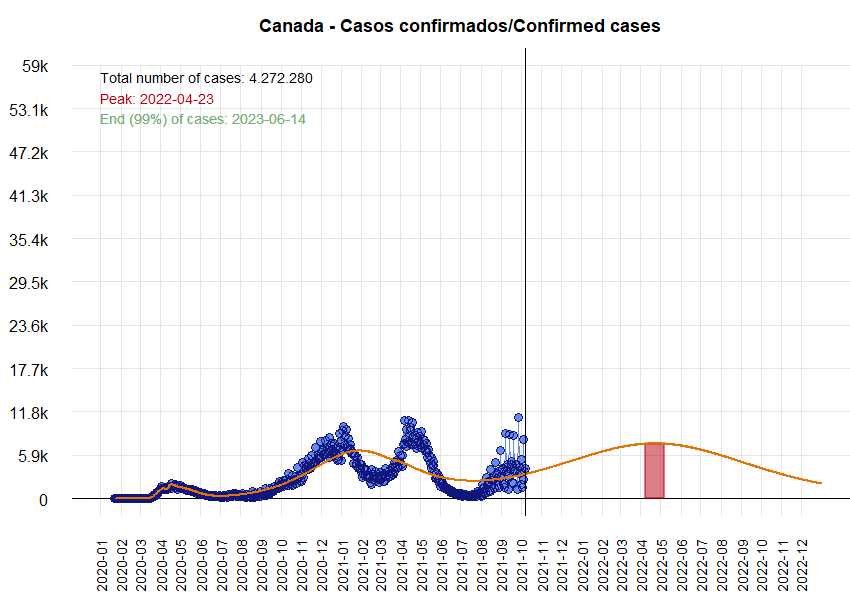 Canada - Casos confirmados/Confirmed cases
59k
53.1k
47.2k
41.3k
35.4k
29.5k
23.6k
17.7k
11.8k
5.9k
0
Total number of cases: 4.272.280
Peak: 2022-04-23
End (99%) of cases: 2023-06-14
2020-01
2020-02
2020-03
2020-04
2020-05
2020-06
2020-07
2020-08
2020-09
2020-10
2020-11
2020-12
2021-01
2021-02
2021-03
2021-04
2021-06
2021-07
2021-08
2021-09
2021-10
2021-11
2021-12
2022-01
2022-02
2022-03
2022-04
2022-05
2022-06
2022-07
2022-08
2022-09
2022-10
2022-11
2022-12